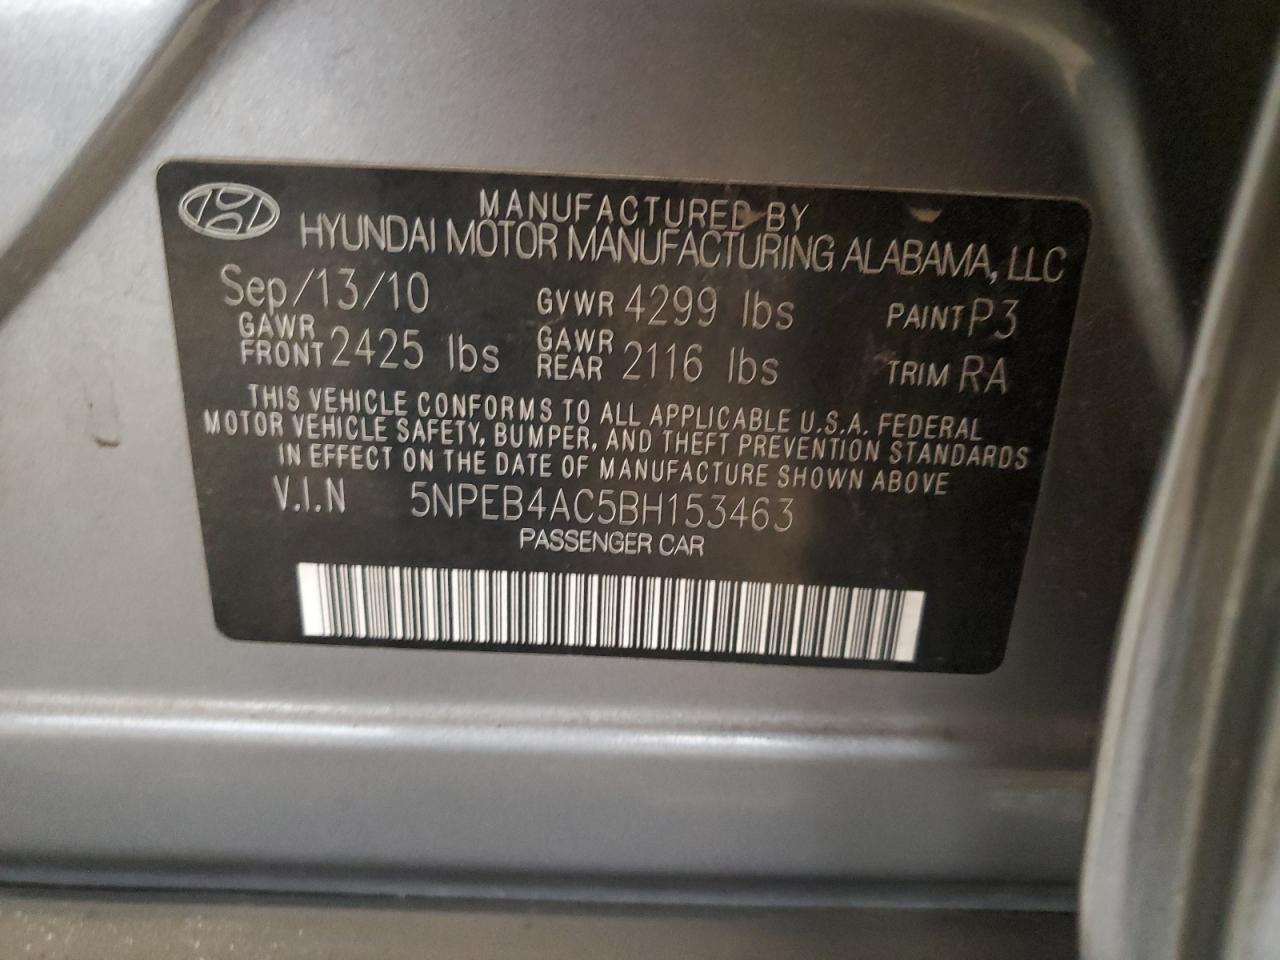 MANUFACTURED BY
HYUNDAI MOTOR MANUFACTURING ALABAMA, LLC
Sep/13/10 GVWR 4299 lbs PAINT P3
GAWR FRONT 2425 lbs GAWR REAR 2116 lbs TRIM RA
THIS VEHICLE CONFORMS TO ALL APPLICABLE U.S.A. FEDERAL
MOTOR VEHICLE SAFETY, BUMPER, AND THEFT PREVENTION STANDARDS
IN EFFECT ON THE DATE OF MANUFACTURE SHOWN ABOVE
V.I.N 5NPEB4AC5BH153463
PASSENGER CAR